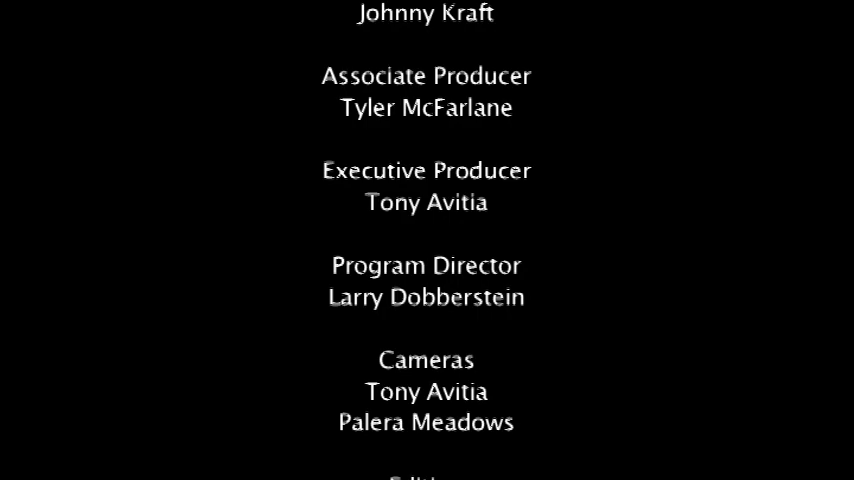 Johnny Kraft
Associate Producer
Tyler McFarlane
Executive Producer
Tony Avitia
Program Director
Larry Dobberstein
Cameras
Tony Avitia
Palera Meadows